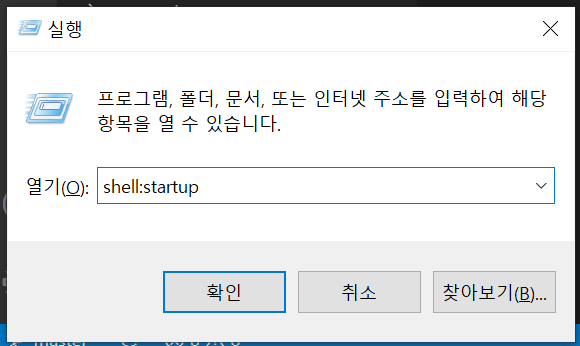 실행
프로그램, 폴더, 문서, 또는 인터넷 주소를 입력하여 해당
항목을 열 수 있습니다.
열기(O): shell:startup
확인 취소 찾아보기(B)...
master